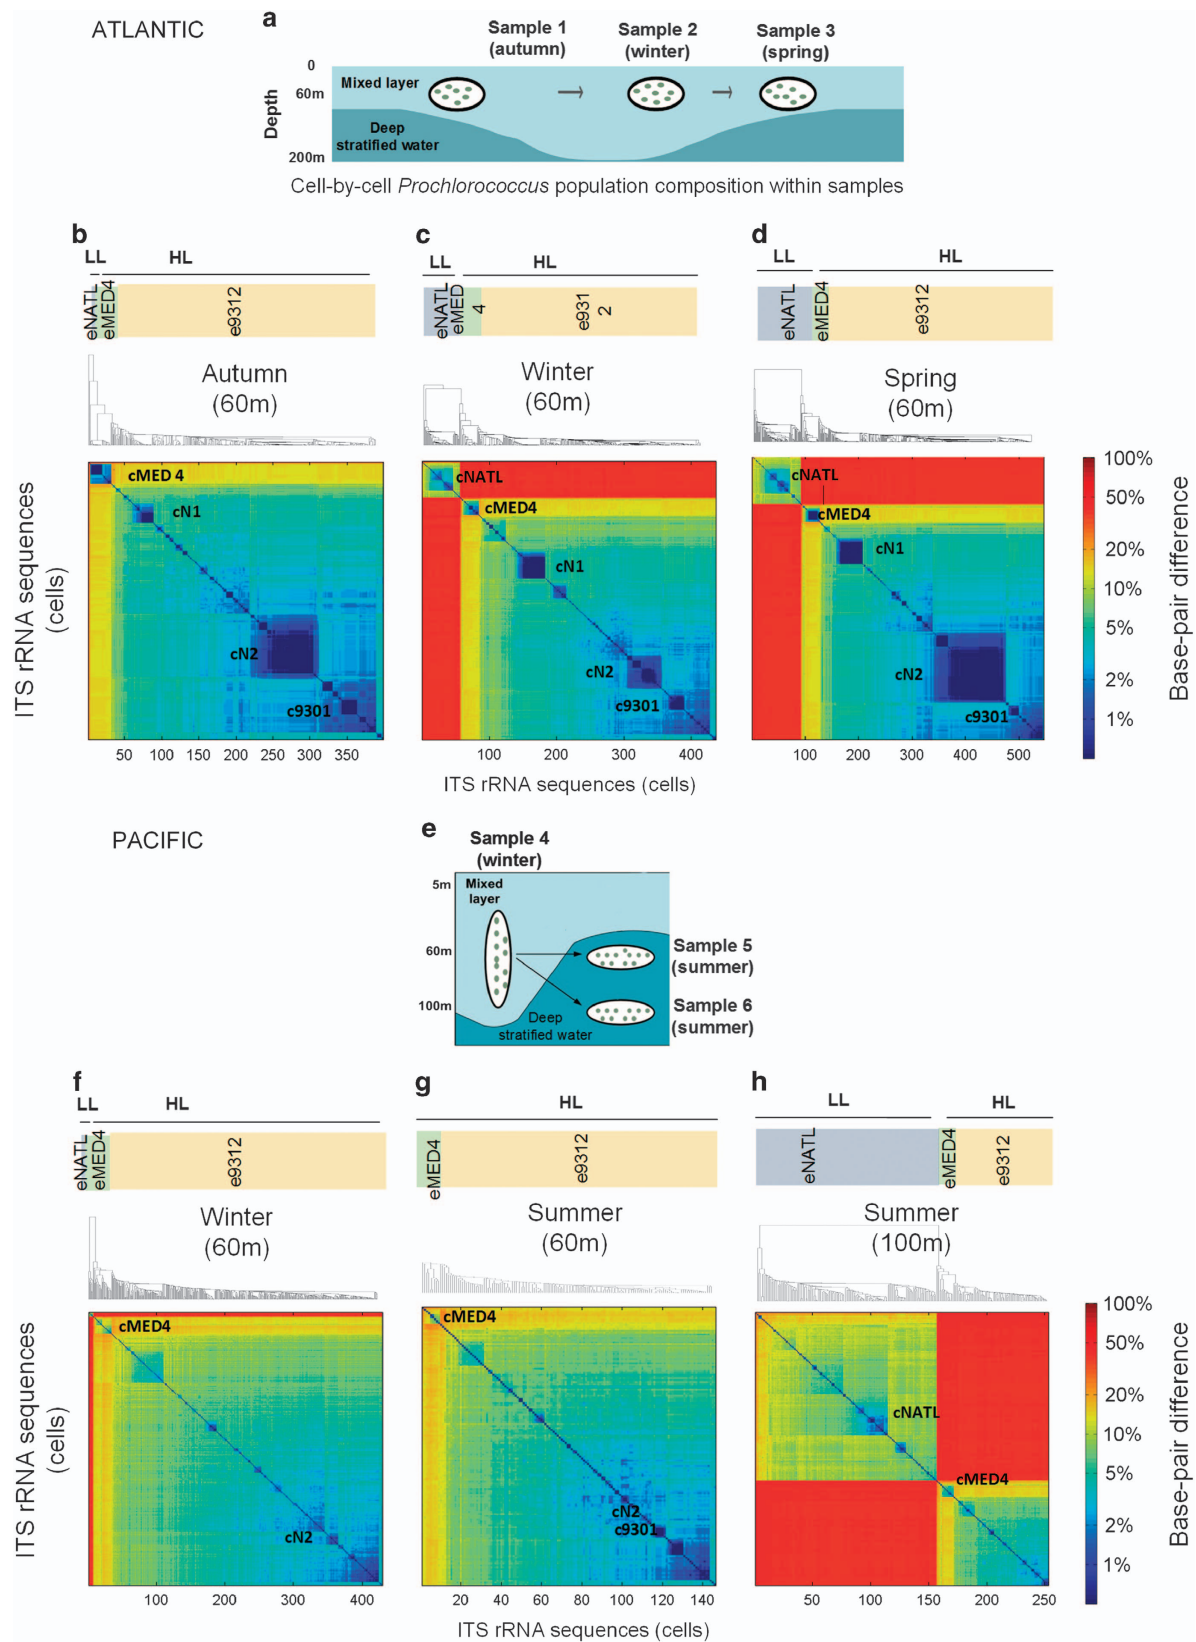 ATLANTIC
a
Sample 1
(autumn)
Sample 2
(winter)
Sample 3
(spring)
Depth
0
60m
200m
Mixed layer
Deep
stratified water
Cell-by-cell Prochlorococcus population composition within samples
b
LL
HL
eNATL
eMED4
e9312
Autumn
(60m)
cMED 4
cN1
cN2
c9301
50 100 150 200 250 300 350
ITS rRNA sequences
(cells)
c
LL
HL
eNATL
eMED
4
e931
2
Winter
(60m)
cNATL
cMED4
cN1
cN2
c9301
100 200 300 400
d
LL
HL
eNATL
eMED4
e9312
Spring
(60m)
cNATL
cMED4
cN1
cN2
c9301
100 200 300 400 500
100%
50%
20%
10%
5%
2%
1%
Base-pair difference
ITS rRNA sequences (cells)
PACIFIC
e
Sample 4
(winter)
5m
60m
100m
Mixed
layer
Deep
stratified water
Sample 5
(summer)
Sample 6
(summer)
f
LL
HL
eNATL
eMED4
e9312
Winter
(60m)
cMED4
cN2
100 200 300 400
ITS rRNA sequences
(cells)
g
HL
eMED4
e9312
Summer
(60m)
cMED4
cN2
c9301
20 40 60 80 100 120 140
h
LL
HL
eNATL
eMED4
e9312
Summer
(100m)
cNATL
cMED4
50 100 150 200 250
100%
50%
20%
10%
5%
2%
1%
Base-pair difference
ITS rRNA sequences (cells)